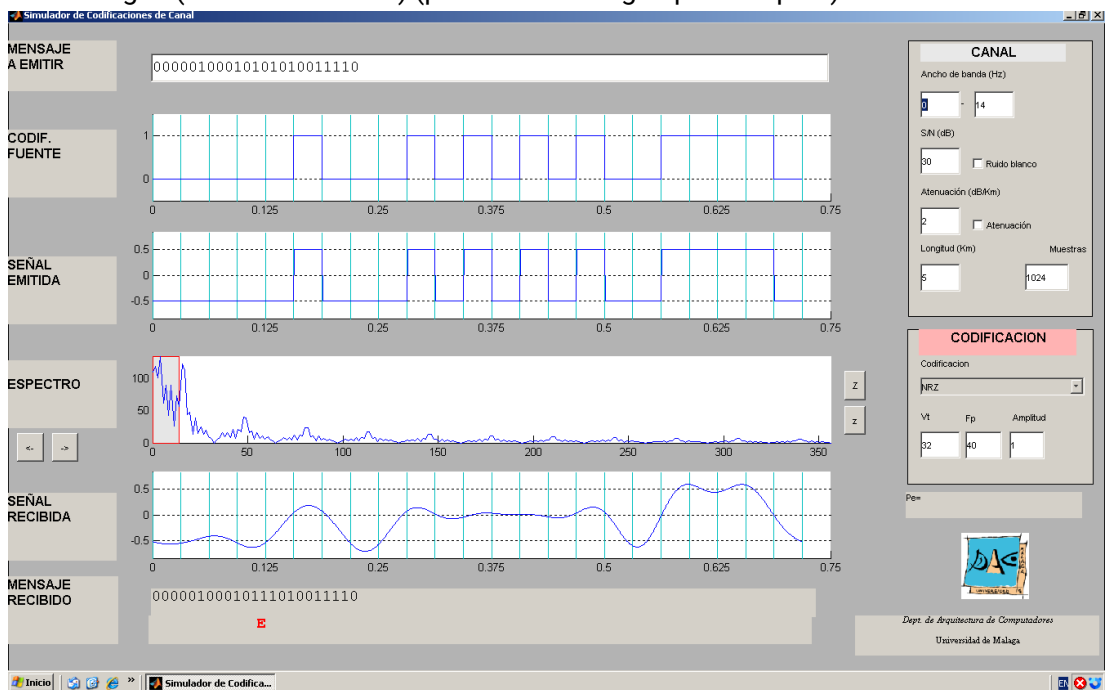 Simulador de Codificaciones de Canal
MENSAJE
A EMITIR
00000100010101010011110
CODIF.
FUENTE
1
0
0 0.125 0.25 0.375 0.5 0.625 0.75
SEÑAL
EMITIDA
0.5
0
-0.5
0 0.125 0.25 0.375 0.5 0.625 0.75
ESPECTRO
<- ->
100
50
0
0 50 100 150 200 250 300 350
Z
Z
SEÑAL
RECIBIDA
0.5
0
-0.5
0 0.125 0.25 0.375 0.5 0.625 0.75
MENSAJE
RECIBIDO
00000100010111010011110
E
CANAL
Ancho de banda (Hz)
0 - 14
S/N (dB)
30 Ruido blanco
Atenuación (dB/Km)
2 Atenuación
Longitud (Km) Muestras
5 1024
CODIFICACION
Codificacion
NRZ
Vt Fp Amplitud
32 40 1
Pe=
DAC
Dept. de Arquitectura de Computadores
Universidad de Malaga
Inicio » Simulador de Codifica... EN